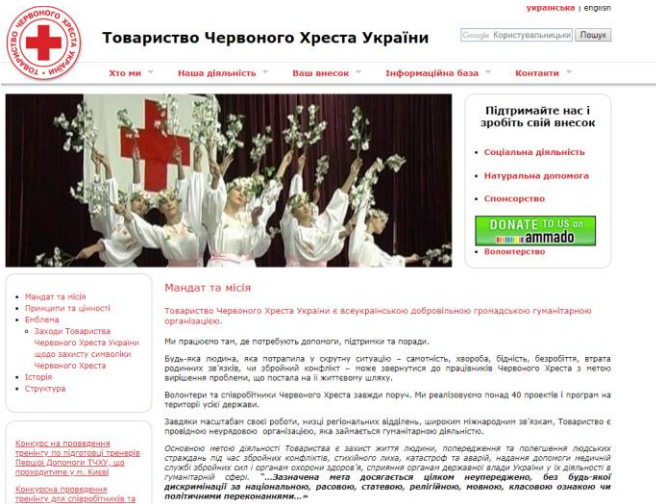 українська | engкısn
ТОВАРИСТВО ЧЕРВОНОГО ХРЕСТА УКРАЇНИ
Товариство Червоного Хреста України
Google Користувальницьки Пошук
Хто ми Наша діяльність Ваш внесок Інформаційна база Контакти
Підтримайте нас і
зробіть свій внесок
Соціальна діяльність
Натуральна допомога
Спонсорство
DONATE TO US on
ammado
Волонтерство
Мандат та місія
Принципи та цінності
Емблема
Заходи Товариства
Червоного Хреста України
щодо захисту символіки
Червоного Хреста
Історія
Структура
Конкурс на проведення
тренінгу по підготовці тренерів
Першої Допомоги ТЧХУ, що
проходитиме у м. Києві
Конкурсна проведення
тренінгу для співробітників та
Мандат та місія
Товариство Червоного Хреста України є всеукраїнською добровільною громадською гуманітарною
організацією.
Ми працюємо там, де потребують допомоги, підтримки та поради.
Будь-яка людина, яка потрапила у скрутну ситуацію – самотність, хвороба, бідність, безробіття, втрата
родинних зв'язків, чи збройний конфлікт – може звернутися до працівників Червоного Хреста з метою
вирішення проблеми, що постала на її життєвому шляху.
Волонтери та співробітники Червоного Хреста завжди поруч. Ми реалізовуємо понад 40 проектів і програм на
території усієї держави.
Завдяки масштабам своєї роботи, низці регіональних відділень, широким міжнародним зв'язкам, Товариство є
провідною неурядовою організацією, яка займається гуманітарною діяльністю.
Основною метою діяльності Товариства є захист життя людини, попередження та полегшення людських
страждань під час збройних конфліктів, стихійного лиха, катастроф та аварій, надання допомоги медичній
службі збройних сил і органам охорони здоров'я, сприяння органам державної влади України у їх діяльності в
гуманітарній сфері. "...Зазначена мета досягається цілком неупереджено, без будь-якої
дискримінації за національною, расовою, статевою, релігійною, мовною, класовою ознакою чи
політичними переконаннями...»